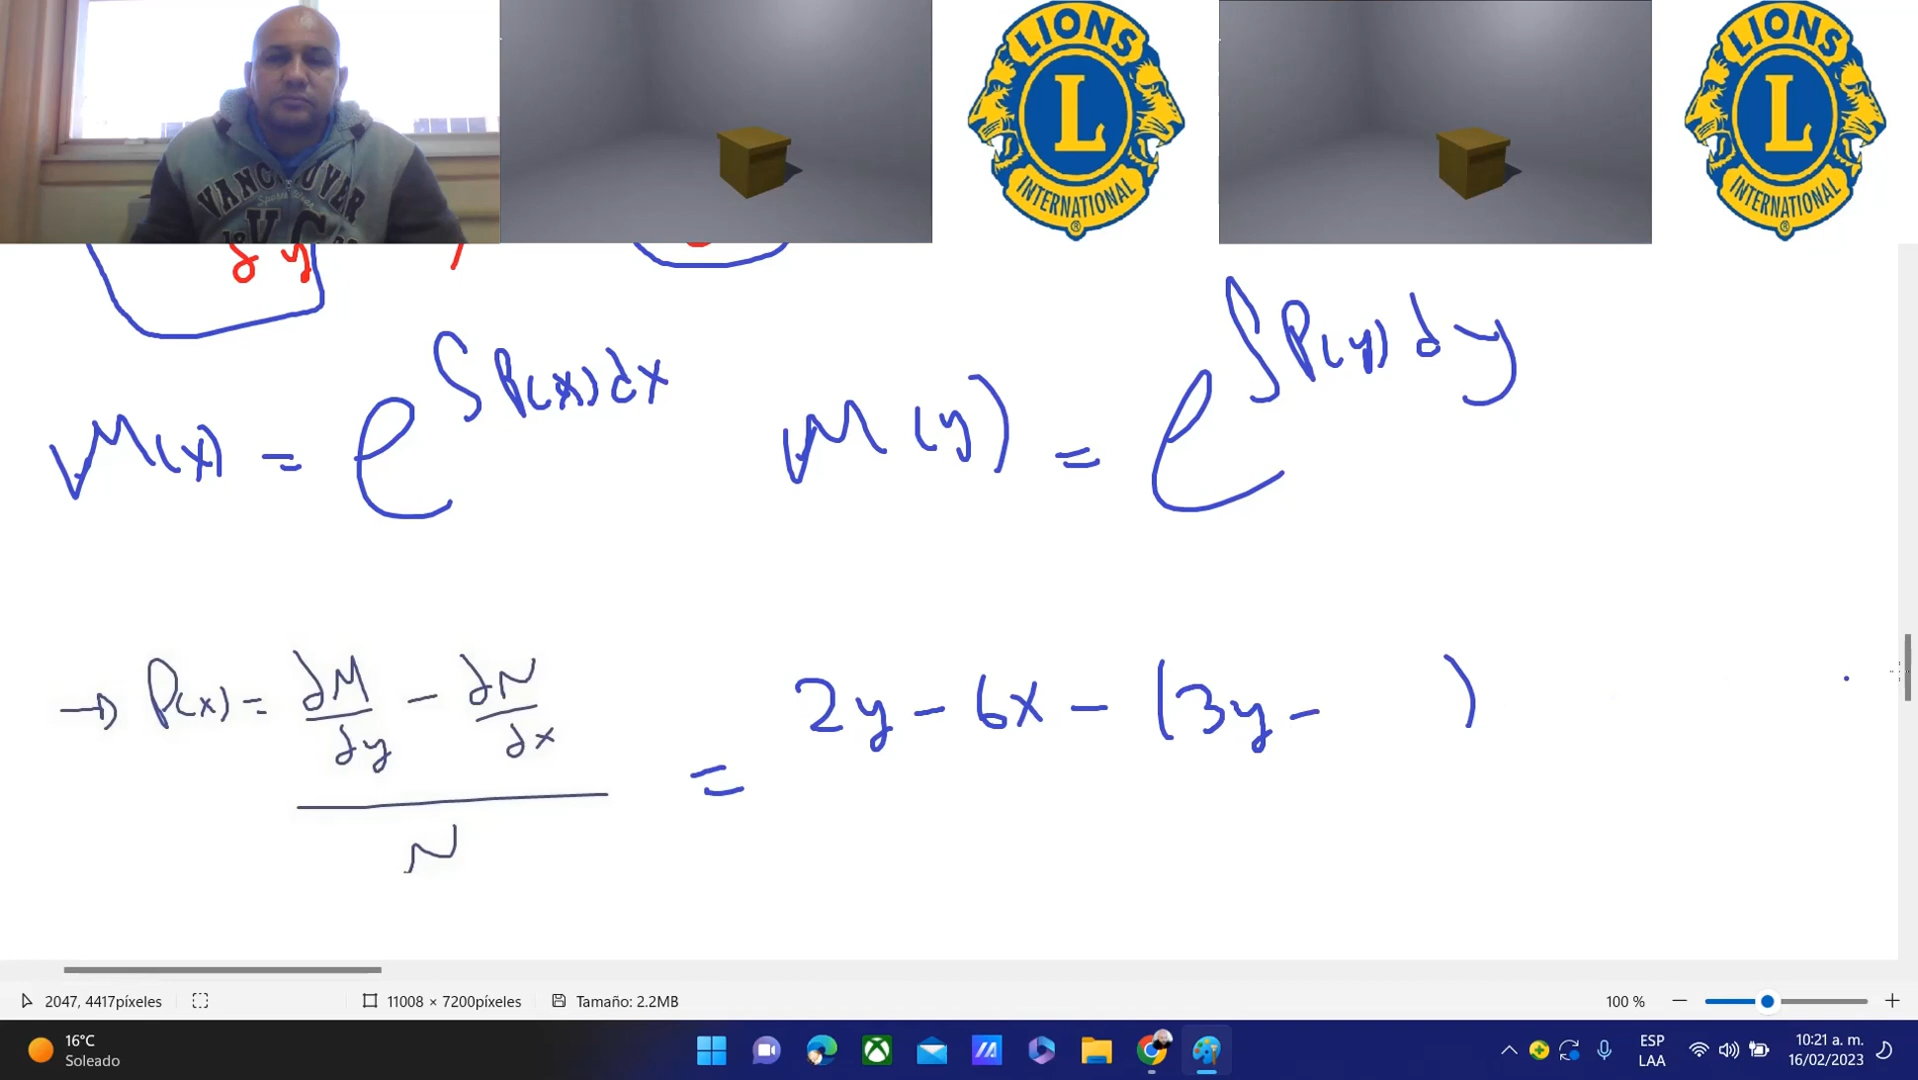 LIONS
L
INTERNATIONAL
®
LIONS
L
INTERNATIONAL
®
VANCOUVER
∂y
M(x) = e^∫P(x)dx
M(y) = e^∫P(y)dy
→ P(x) = ∂M/∂y - ∂N/∂x
N
= 2y - 6x - (3y - )
2047, 4417píxeles
11008 × 7200píxeles
Tamaño: 2.2MB
100 %
16°C
Soleado
ESP
LAA
10:21 a. m.
16/02/2023